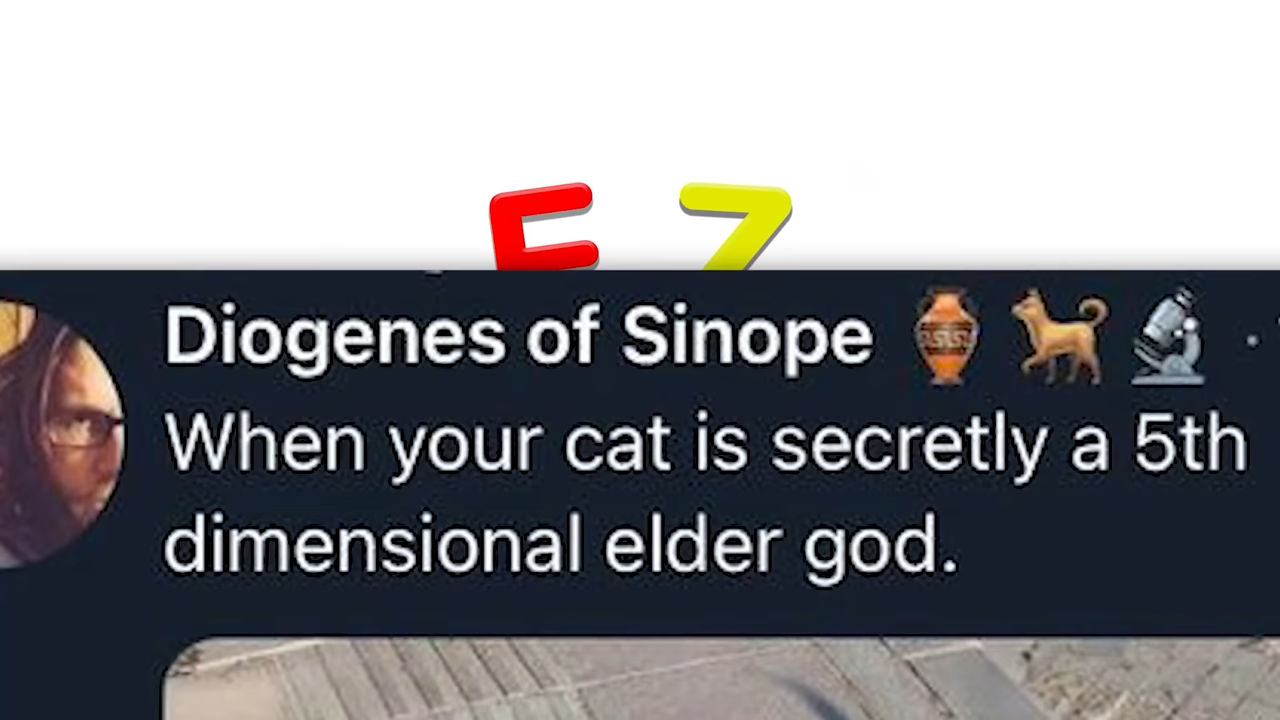 Diogenes of Sinope 🏺🐕🔬 ·
When your cat is secretly a 5th
dimensional elder god.